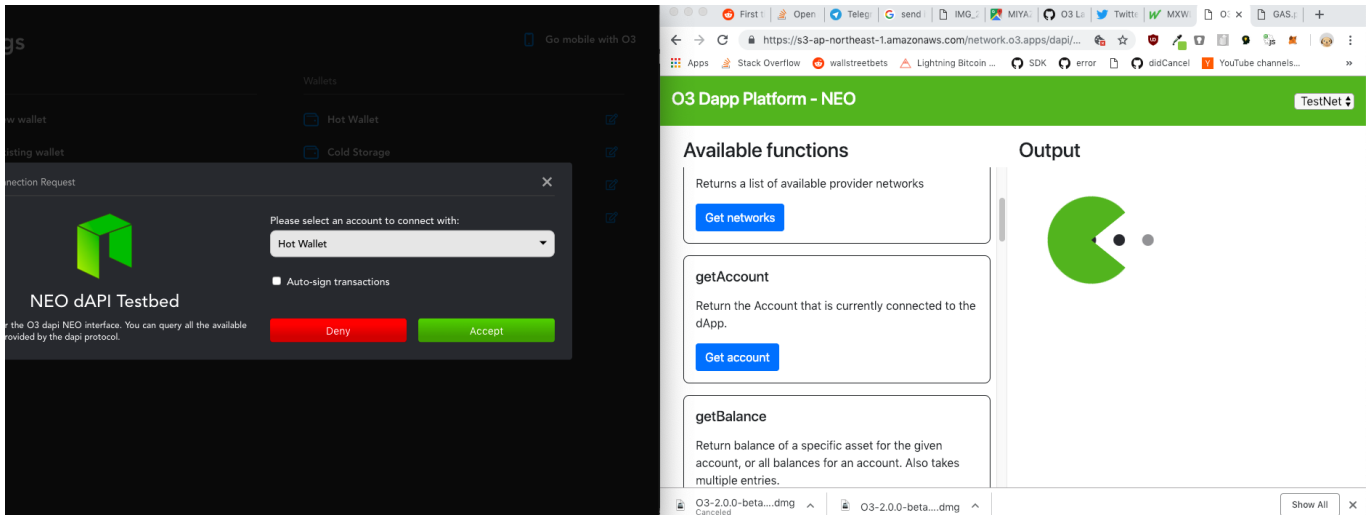 gs
Go mobile with O3
Wallets
ew wallet
Hot Wallet
isting wallet
Cold Storage
nnection Request
Please select an account to connect with:
Hot Wallet
Auto-sign transactions
NEO dAPI Testbed
r the O3 dapi NEO interface. You can query all the available
rovided by the dapi protocol.
Deny
Accept
First t
Open
Telegr
send
IMG_2
MIYAZ
O3 La
Twitte
MXW
O3
GAS.p
https://s3-ap-northeast-1.amazonaws.com/network.o3.apps/dapi/...
Apps
Stack Overflow
wallstreetbets
Lightning Bitcoin ...
SDK
error
didCancel
YouTube channels...
O3 Dapp Platform - NEO
TestNet
Available functions
Output
Returns a list of available provider networks
Get networks
getAccount
Return the Account that is currently connected to the
dApp.
Get account
getBalance
Return balance of a specific asset for the given
account, or all balances for an account. Also takes
multiple entries.
O3-2.0.0-beta....dmg
Canceled
O3-2.0.0-beta....dmg
Show All